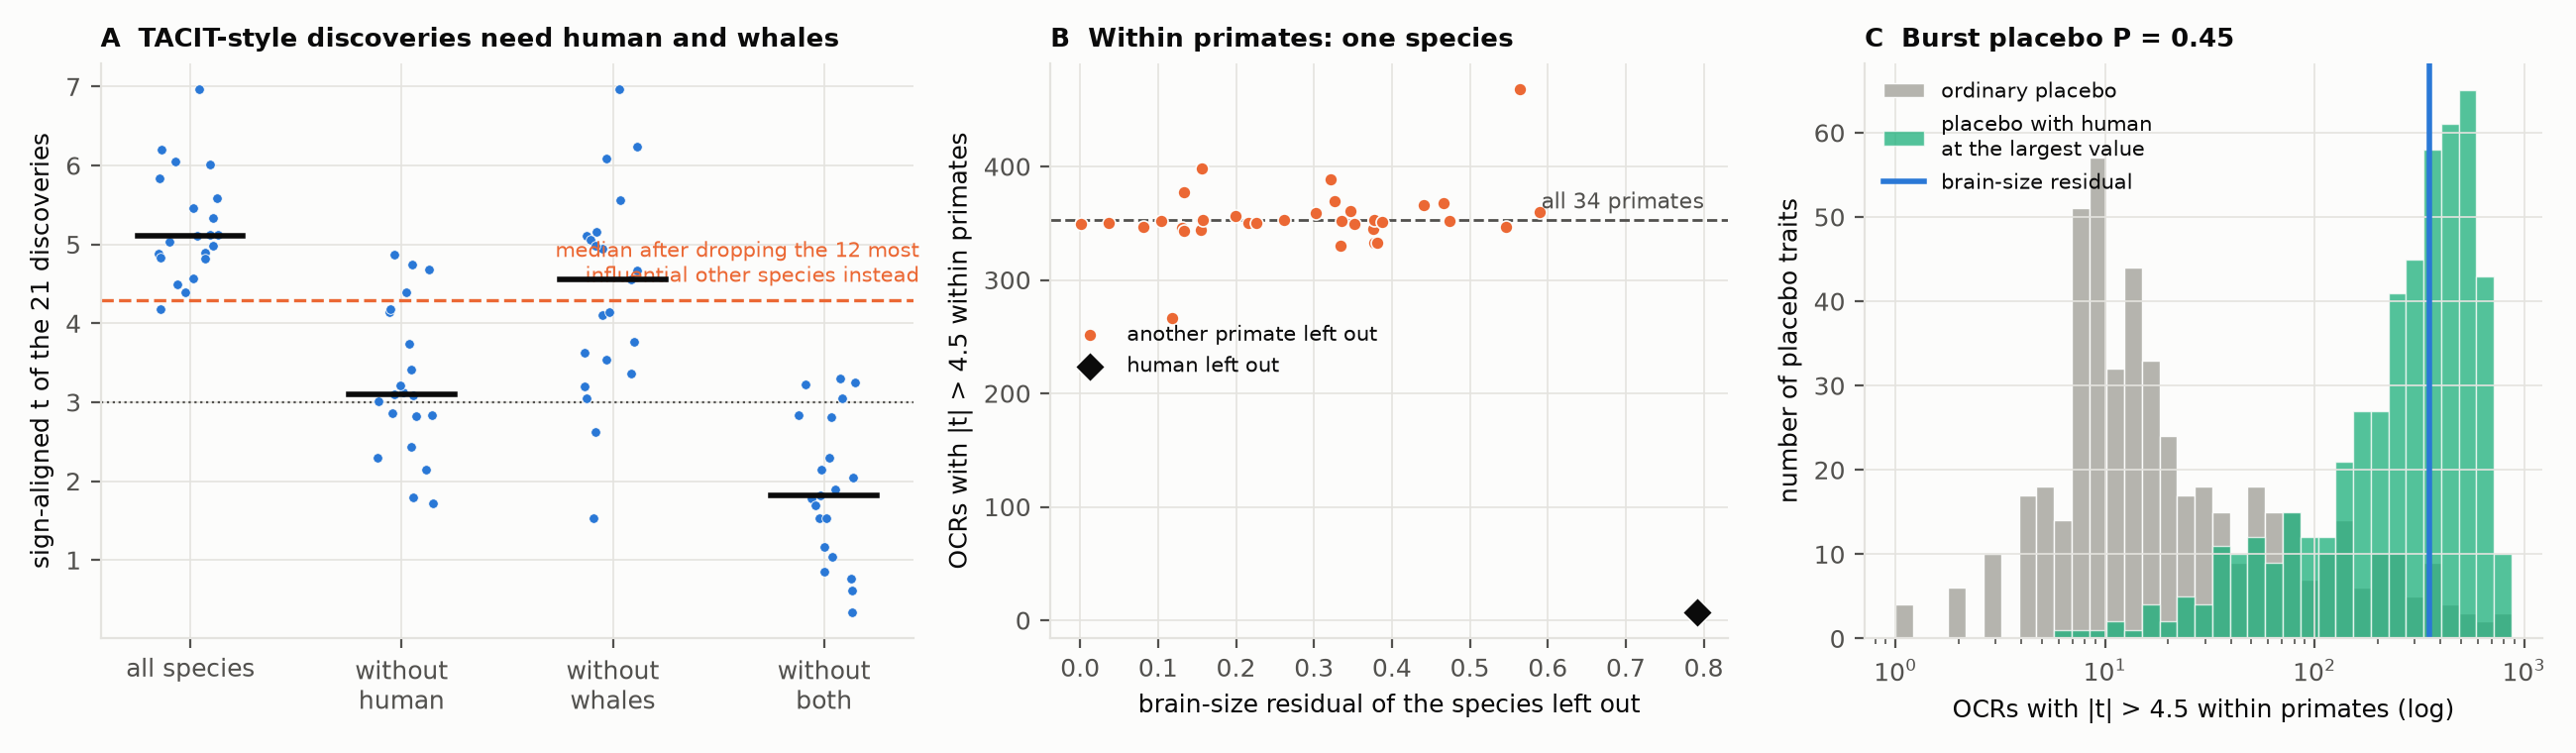 A TACIT-style discoveries need human and whales
sign-aligned t of the 21 discoveries
7
6
5
4
3
2
1
median after dropping the 12 most
influential other species instead
all species
without
human
without
whales
without
both
B Within primates: one species
OCRs with |t| > 4.5 within primates
400
300
200
100
0
all 34 primates
another primate left out
human left out
0.0 0.1 0.2 0.3 0.4 0.5 0.6 0.7 0.8
brain-size residual of the species left out
C Burst placebo P = 0.45
number of placebo traits
60
50
40
30
20
10
0
ordinary placebo
placebo with human
at the largest value
brain-size residual
10⁰ 10¹ 10² 10³
OCRs with |t| > 4.5 within primates (log)